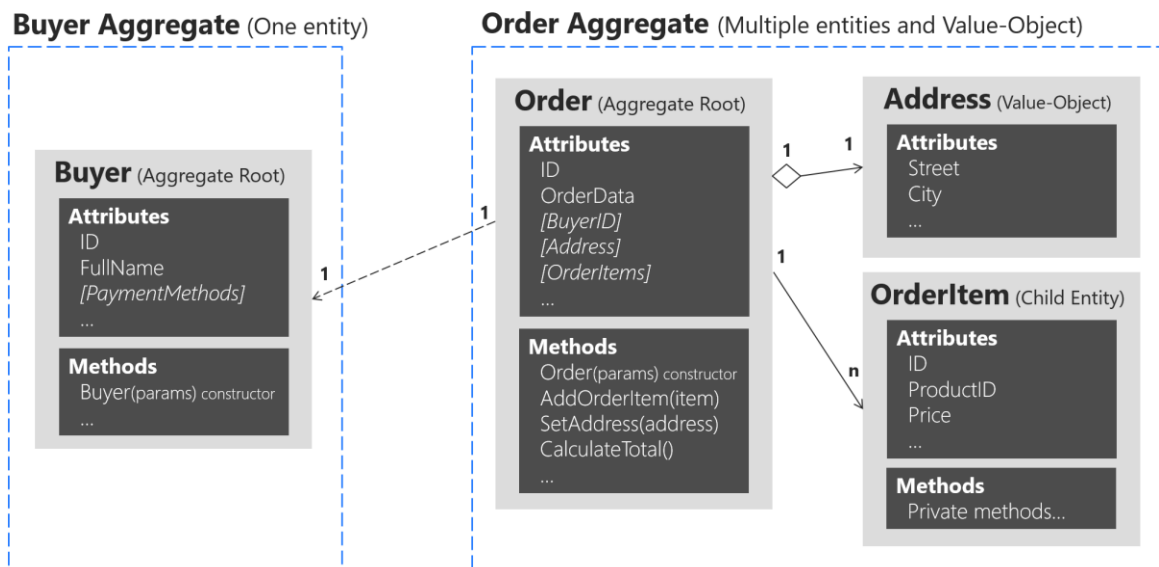 Buyer Aggregate (One entity)
Buyer (Aggregate Root)
Attributes
ID
FullName
[PaymentMethods]
...
Methods
Buyer(params) constructor
...
1
1
Order Aggregate (Multiple entities and Value-Object)
Order (Aggregate Root)
Attributes
ID
OrderData
[BuyerID]
[Address]
[OrderItems]
...
Methods
Order(params) constructor
AddOrderItem(item)
SetAddress(address)
CalculateTotal()
...
1
1
Address (Value-Object)
Attributes
Street
City
...
1
n
OrderItem (Child Entity)
Attributes
ID
ProductID
Price
...
Methods
Private methods...